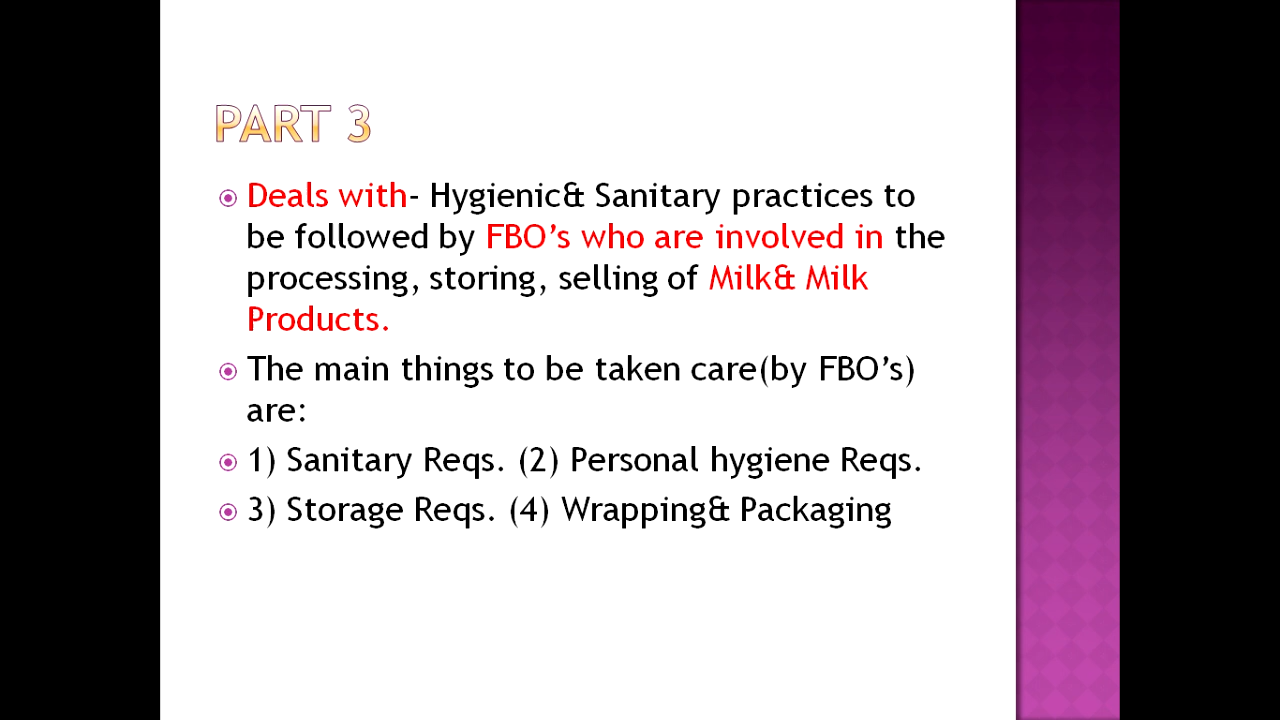 PART 3
Deals with- Hygienic& Sanitary practices to
be followed by FBO's who are involved in the
processing, storing, selling of Milk& Milk
Products.
The main things to be taken care(by FBO's)
are:
1) Sanitary Reqs. (2) Personal hygiene Reqs.
3) Storage Reqs. (4) Wrapping& Packaging